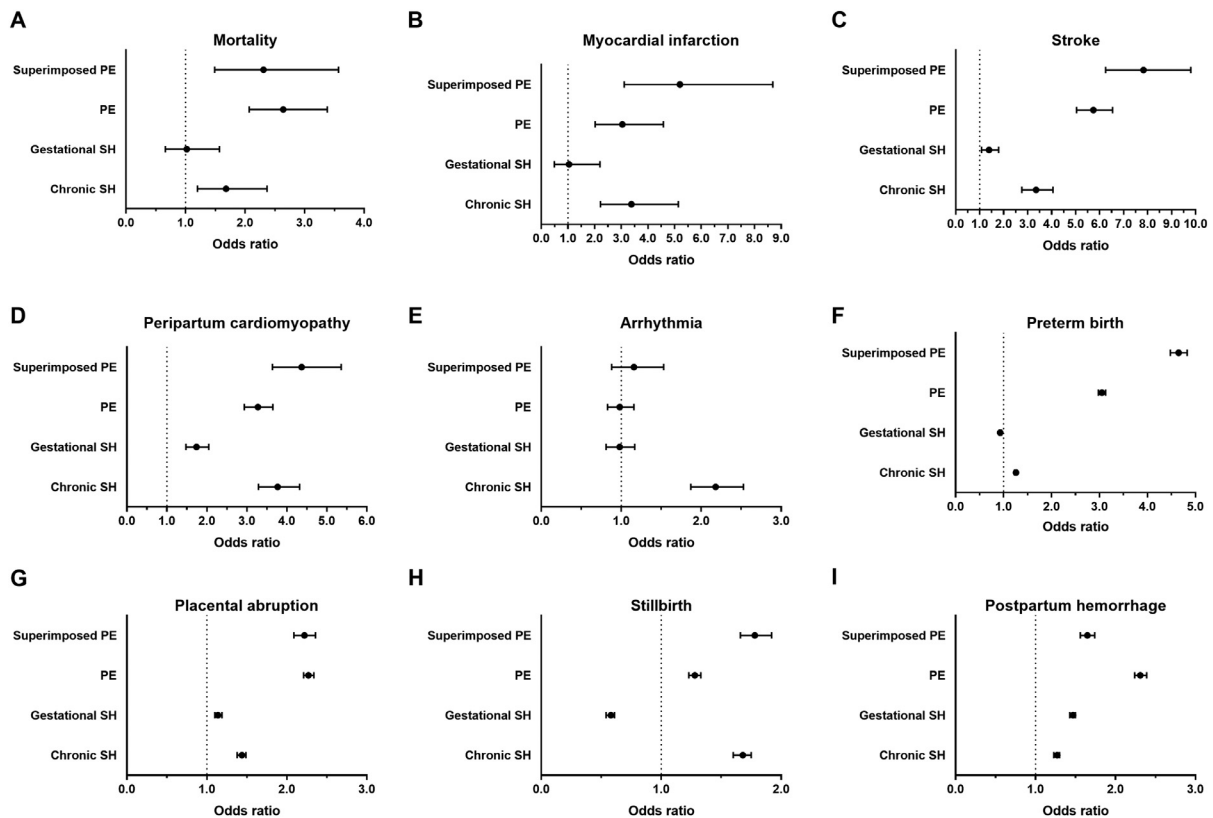 A
Mortality
Superimposed PE
PE
Gestational SH
Chronic SH
0.0 1.0 2.0 3.0 4.0
Odds ratio
B
Myocardial infarction
Superimposed PE
PE
Gestational SH
Chronic SH
0.0 1.0 2.0 3.0 4.0 5.0 6.0 7.0 8.0 9.0
Odds ratio
C
Stroke
Superimposed PE
PE
Gestational SH
Chronic SH
0.0 1.0 2.0 3.0 4.0 5.0 6.0 7.0 8.0 9.0 10.0
Odds ratio
D
Peripartum cardiomyopathy
Superimposed PE
PE
Gestational SH
Chronic SH
0.0 1.0 2.0 3.0 4.0 5.0 6.0
Odds ratio
E
Arrhythmia
Superimposed PE
PE
Gestational SH
Chronic SH
0.0 1.0 2.0 3.0
Odds ratio
F
Preterm birth
Superimposed PE
PE
Gestational SH
Chronic SH
0.0 1.0 2.0 3.0 4.0 5.0
Odds ratio
G
Placental abruption
Superimposed PE
PE
Gestational SH
Chronic SH
0.0 1.0 2.0 3.0
Odds ratio
H
Stillbirth
Superimposed PE
PE
Gestational SH
Chronic SH
0.0 1.0 2.0
Odds ratio
I
Postpartum hemorrhage
Superimposed PE
PE
Gestational SH
Chronic SH
0.0 1.0 2.0 3.0
Odds ratio